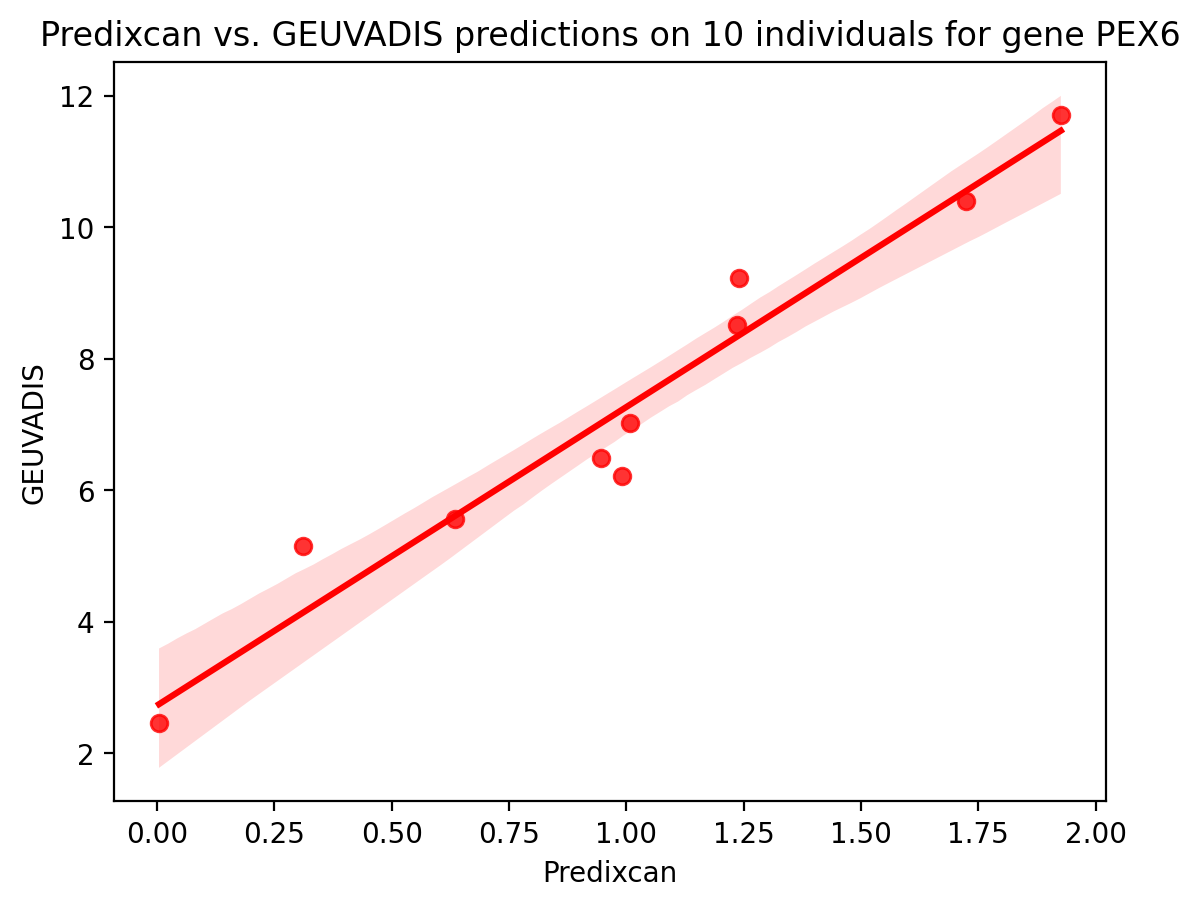 Predixcan vs. GEUVADIS predictions on 10 individuals for gene PEX6
12
10
8
6
4
2
GEUVADIS
0.00 0.25 0.50 0.75 1.00 1.25 1.50 1.75 2.00
Predixcan